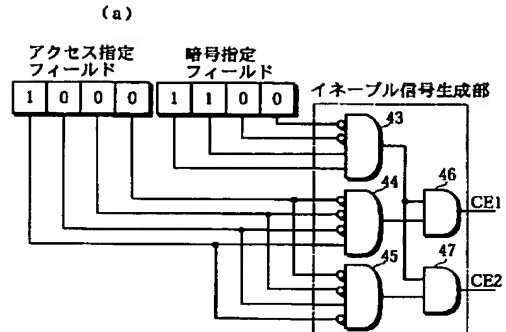 (a)
アクセス指定
フィールド
暗号指定
フィールド
1 0 0 0
1 1 0 0
イネーブル信号生成部
43
44
45
46
47
CE1
CE2